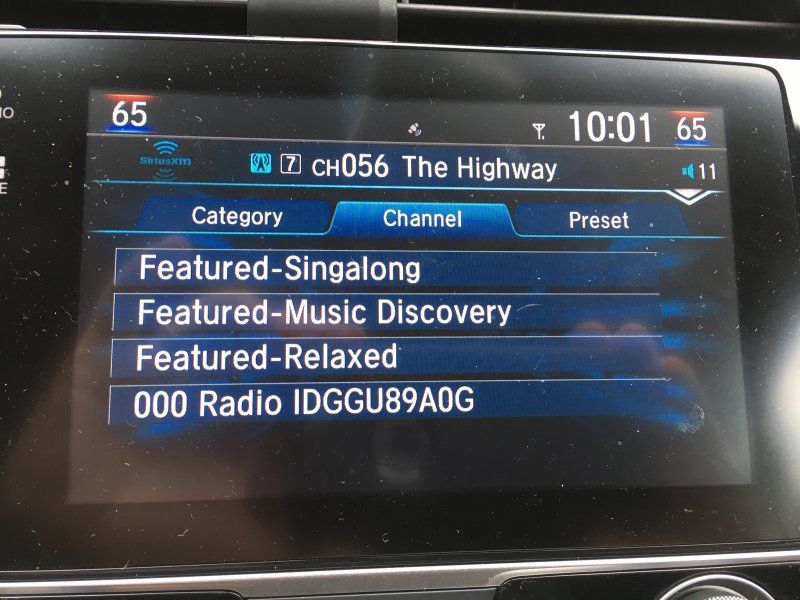 65 10:01 65
SiriusXM 7 CH056 The Highway 11
Category Channel Preset
Featured-Singalong
Featured-Music Discovery
Featured-Relaxed
000 Radio IDGGU89A0G